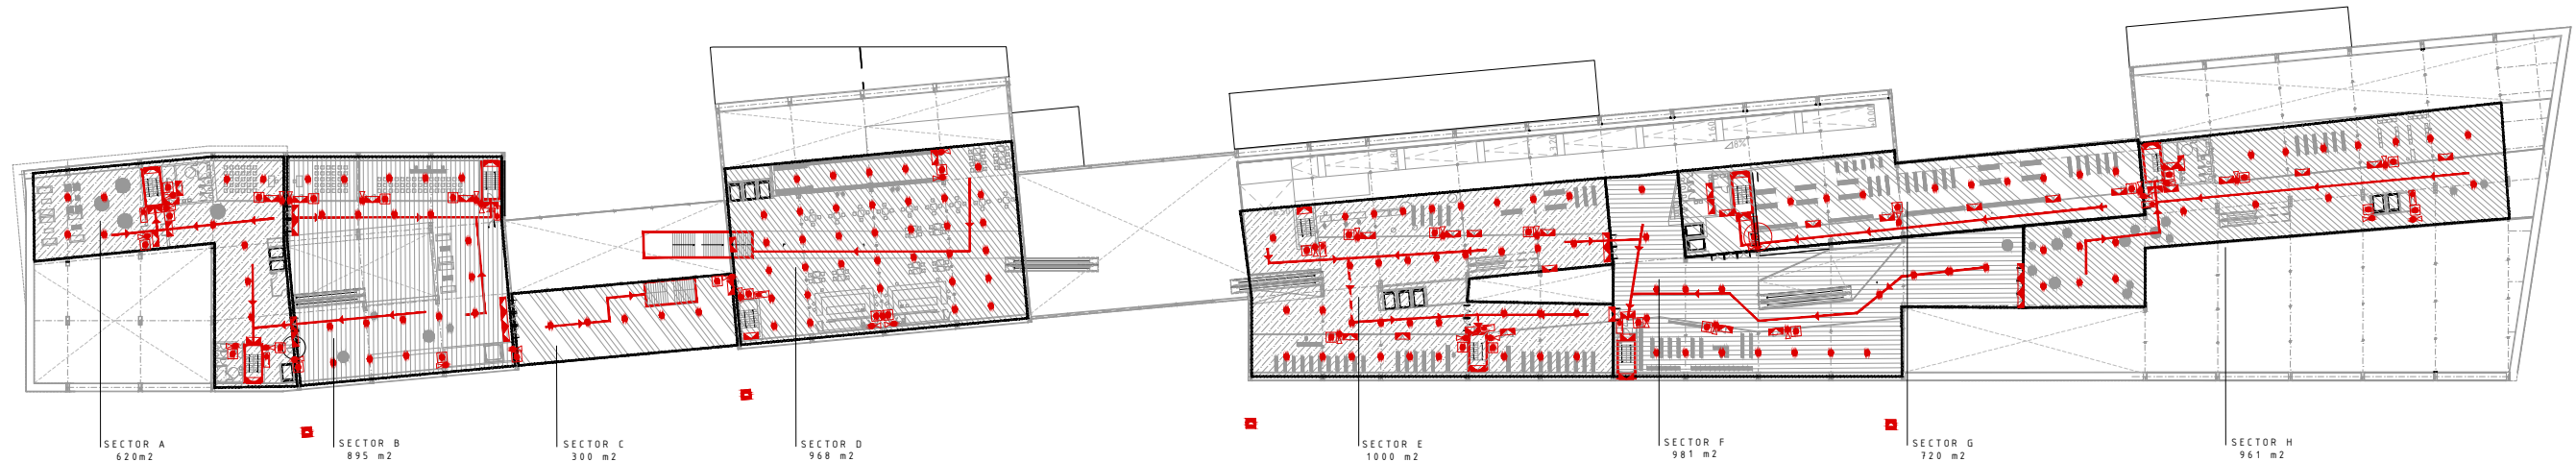 SECTOR A
620m2
SECTOR B
895 m2
SECTOR C
300 m2
SECTOR D
968 m2
SECTOR E
1000 m2
SECTOR F
981 m2
SECTOR G
720 m2
SECTOR H
961 m2